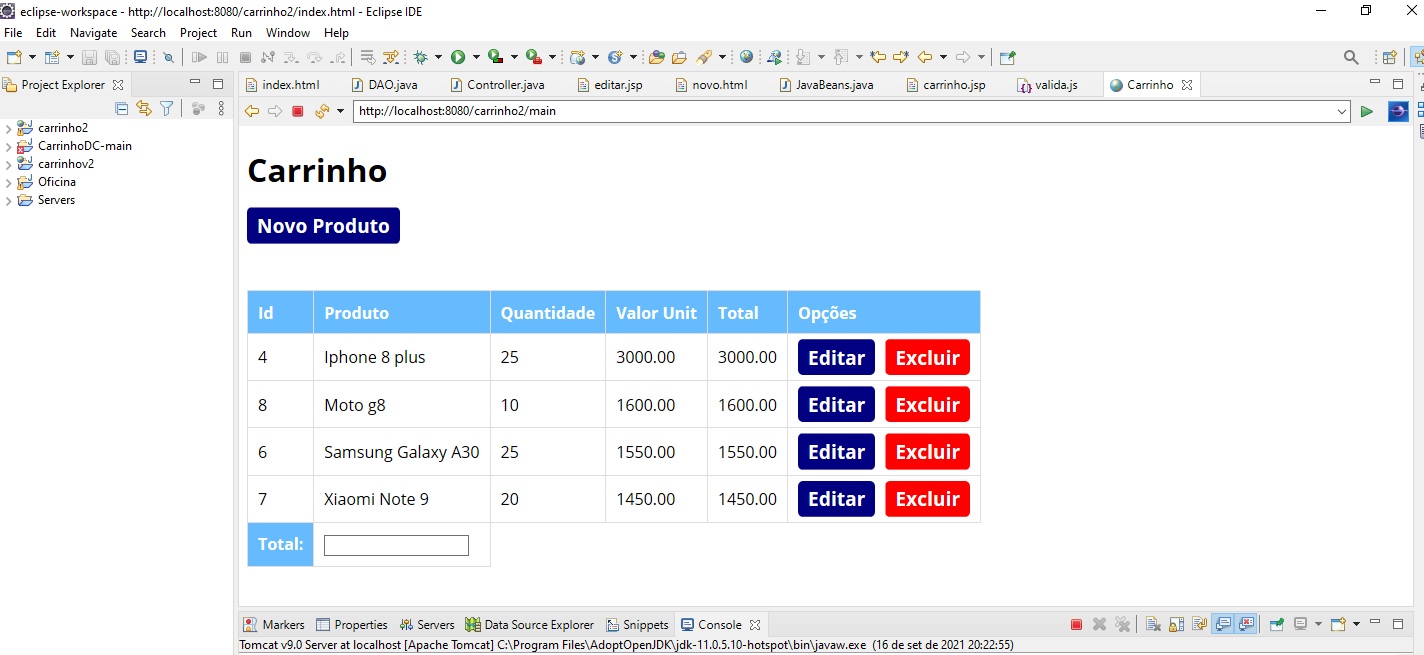 eclipse-workspace - http://localhost:8080/carrinho2/index.html - Eclipse IDE
File Edit Navigate Search Project Run Window Help
Project Explorer index.html DAO.java Controller.java editar.jsp novo.html JavaBeans.java carrinho.jsp valida.js Carrinho
http://localhost:8080/carrinho2/main
carrinho2
CarrinhoDC-main
carrinhov2
Oficina
Servers
Carrinho
Novo Produto
Id Produto Quantidade Valor Unit Total Opções
4 Iphone 8 plus 25 3000.00 3000.00 Editar Excluir
8 Moto g8 10 1600.00 1600.00 Editar Excluir
6 Samsung Galaxy A30 25 1550.00 1550.00 Editar Excluir
7 Xiaomi Note 9 20 1450.00 1450.00 Editar Excluir
Total:
Markers Properties Servers Data Source Explorer Snippets Console
Tomcat v9.0 Server at localhost [Apache Tomcat] C:\Program Files\AdoptOpenJDK\jdk-11.0.5.10-hotspot\bin\javaw.exe (16 de set de 2021 20:22:55)